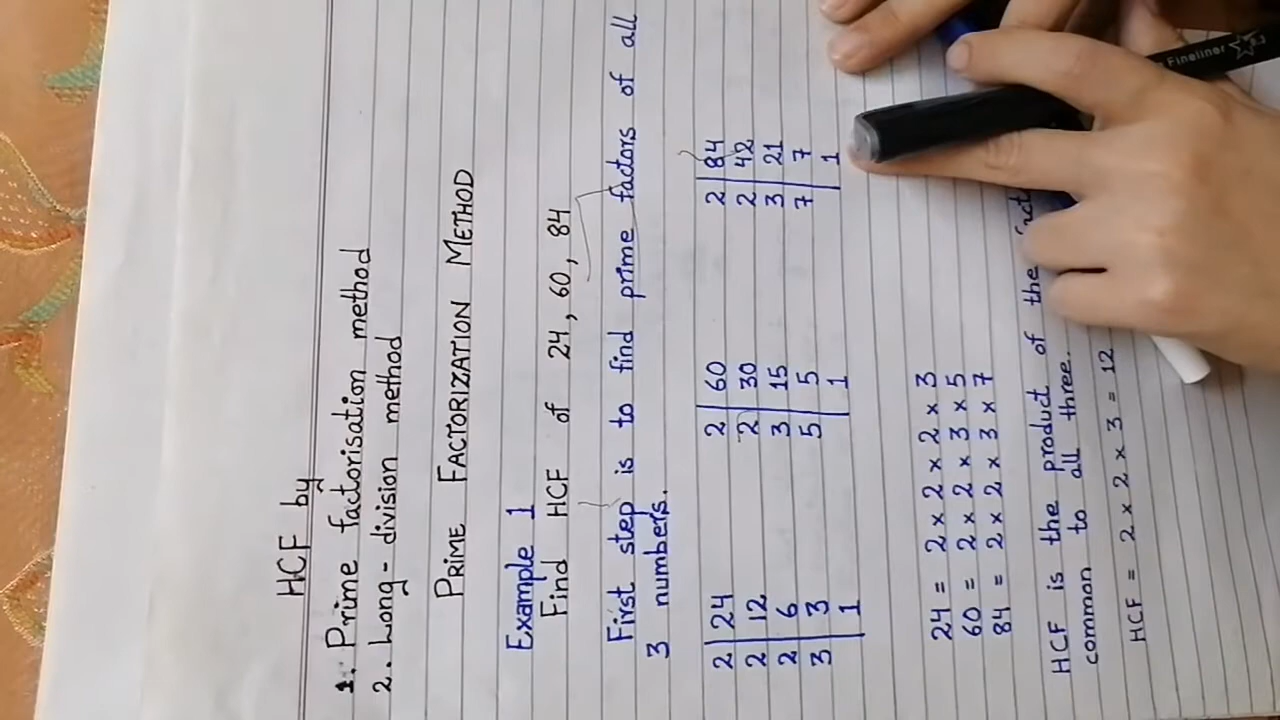 HCF by
1. Prime factorisation method
2. Long-division method
PRIME FACTORIZATION METHOD
Example 1
Find HCF of 24, 60, 84
First step is to find prime factors of all
3 numbers.
2 | 24
2 | 12
2 | 6
3 | 3
1
2 | 60
2 | 30
3 | 15
5 | 5
1
2 | 84
2 | 42
3 | 21
7 | 7
1
24 = 2 x 2 x 2 x 3
60 = 2 x 2 x 3 x 5
84 = 2 x 2 x 3 x 7
HCF is the product of the
common to all three.
HCF = 2 x 2 x 3 = 12
Fineliner